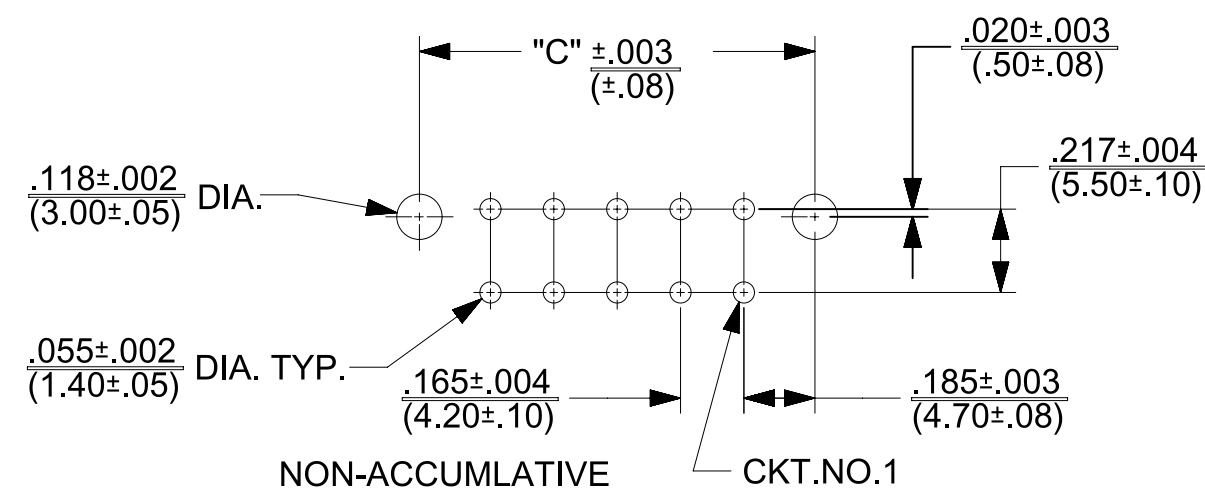 "C" ±.003
(±.08)
.020±.003
(.50±.08)
.118±.002
(3.00±.05) DIA.
.217±.004
(5.50±.10)
.055±.002
(1.40±.05) DIA. TYP.
.165±.004
(4.20±.10)
.185±.003
(4.70±.08)
NON-ACCUMLATIVE
CKT.NO.1